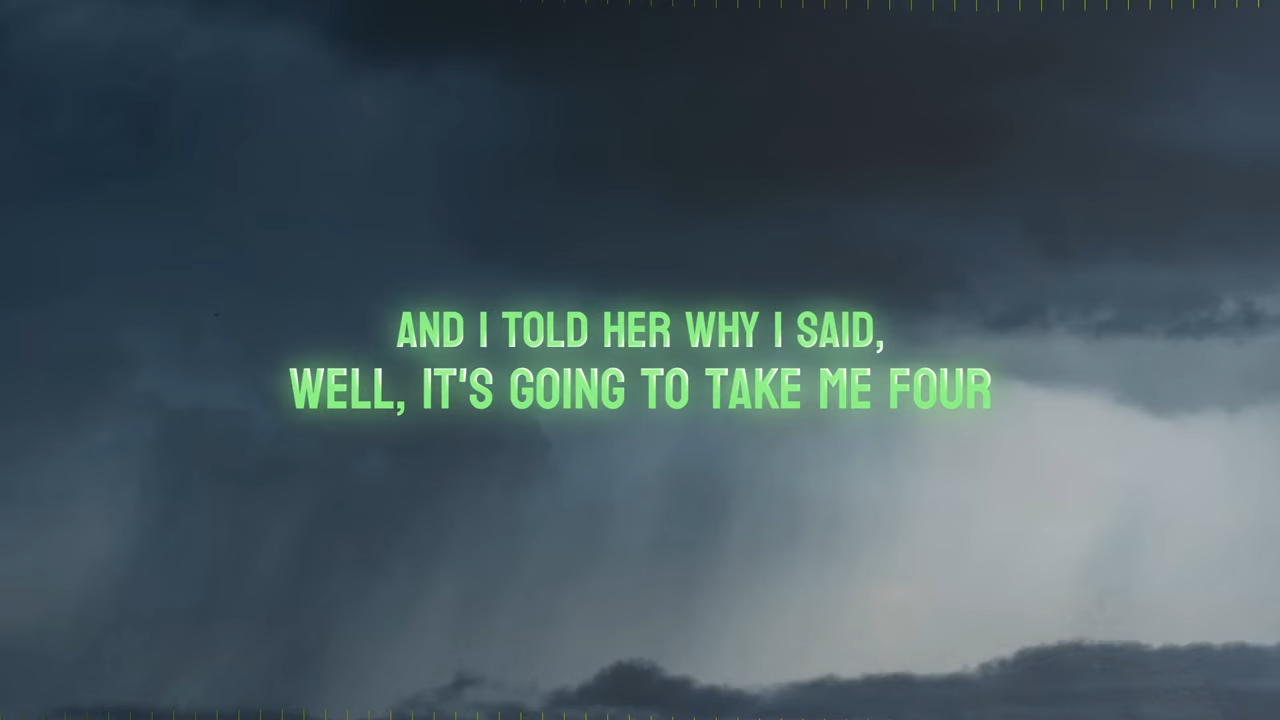 AND I TOLD HER WHY I SAID,
WELL, IT'S GOING TO TAKE ME FOUR